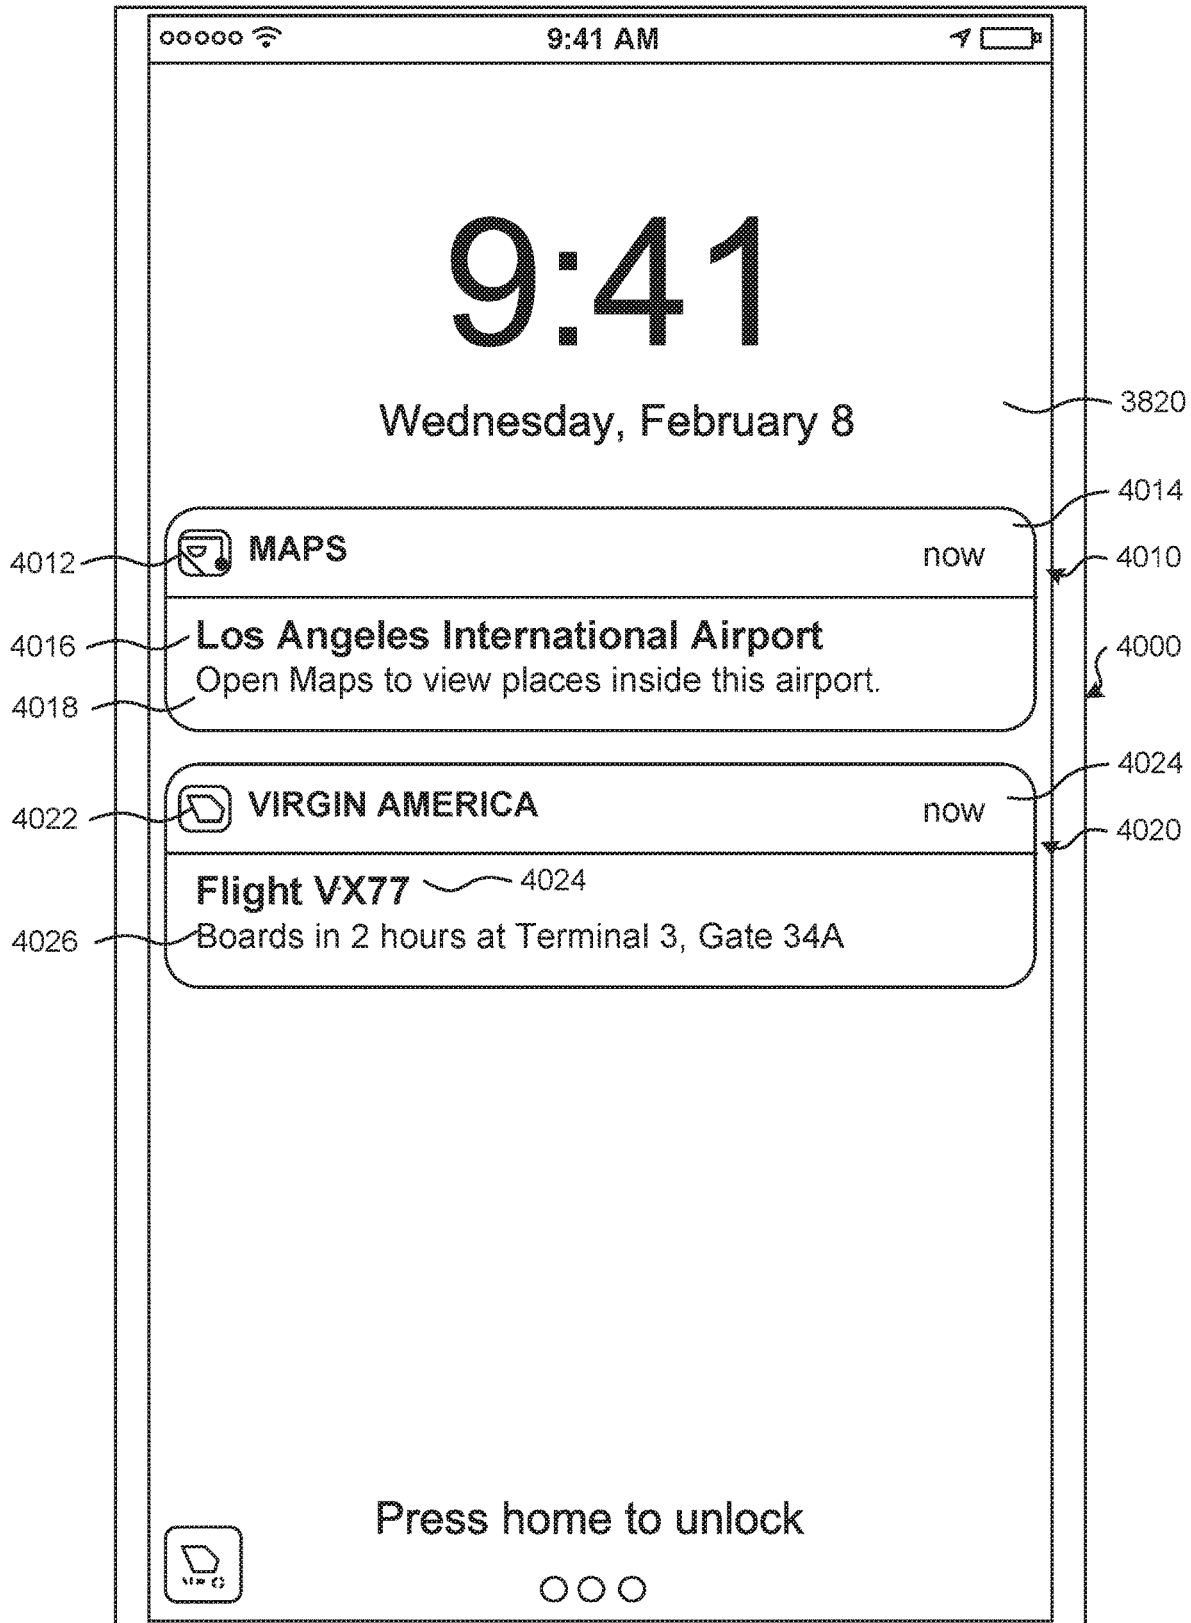 9:41 AM
9:41
Wednesday, February 8
3820
4014
4012
MAPS
now
4010
4016
Los Angeles International Airport
4000
4018
Open Maps to view places inside this airport.
4024
4022
VIRGIN AMERICA
now
4020
Flight VX77
4024
4026
Boards in 2 hours at Terminal 3, Gate 34A
Press home to unlock